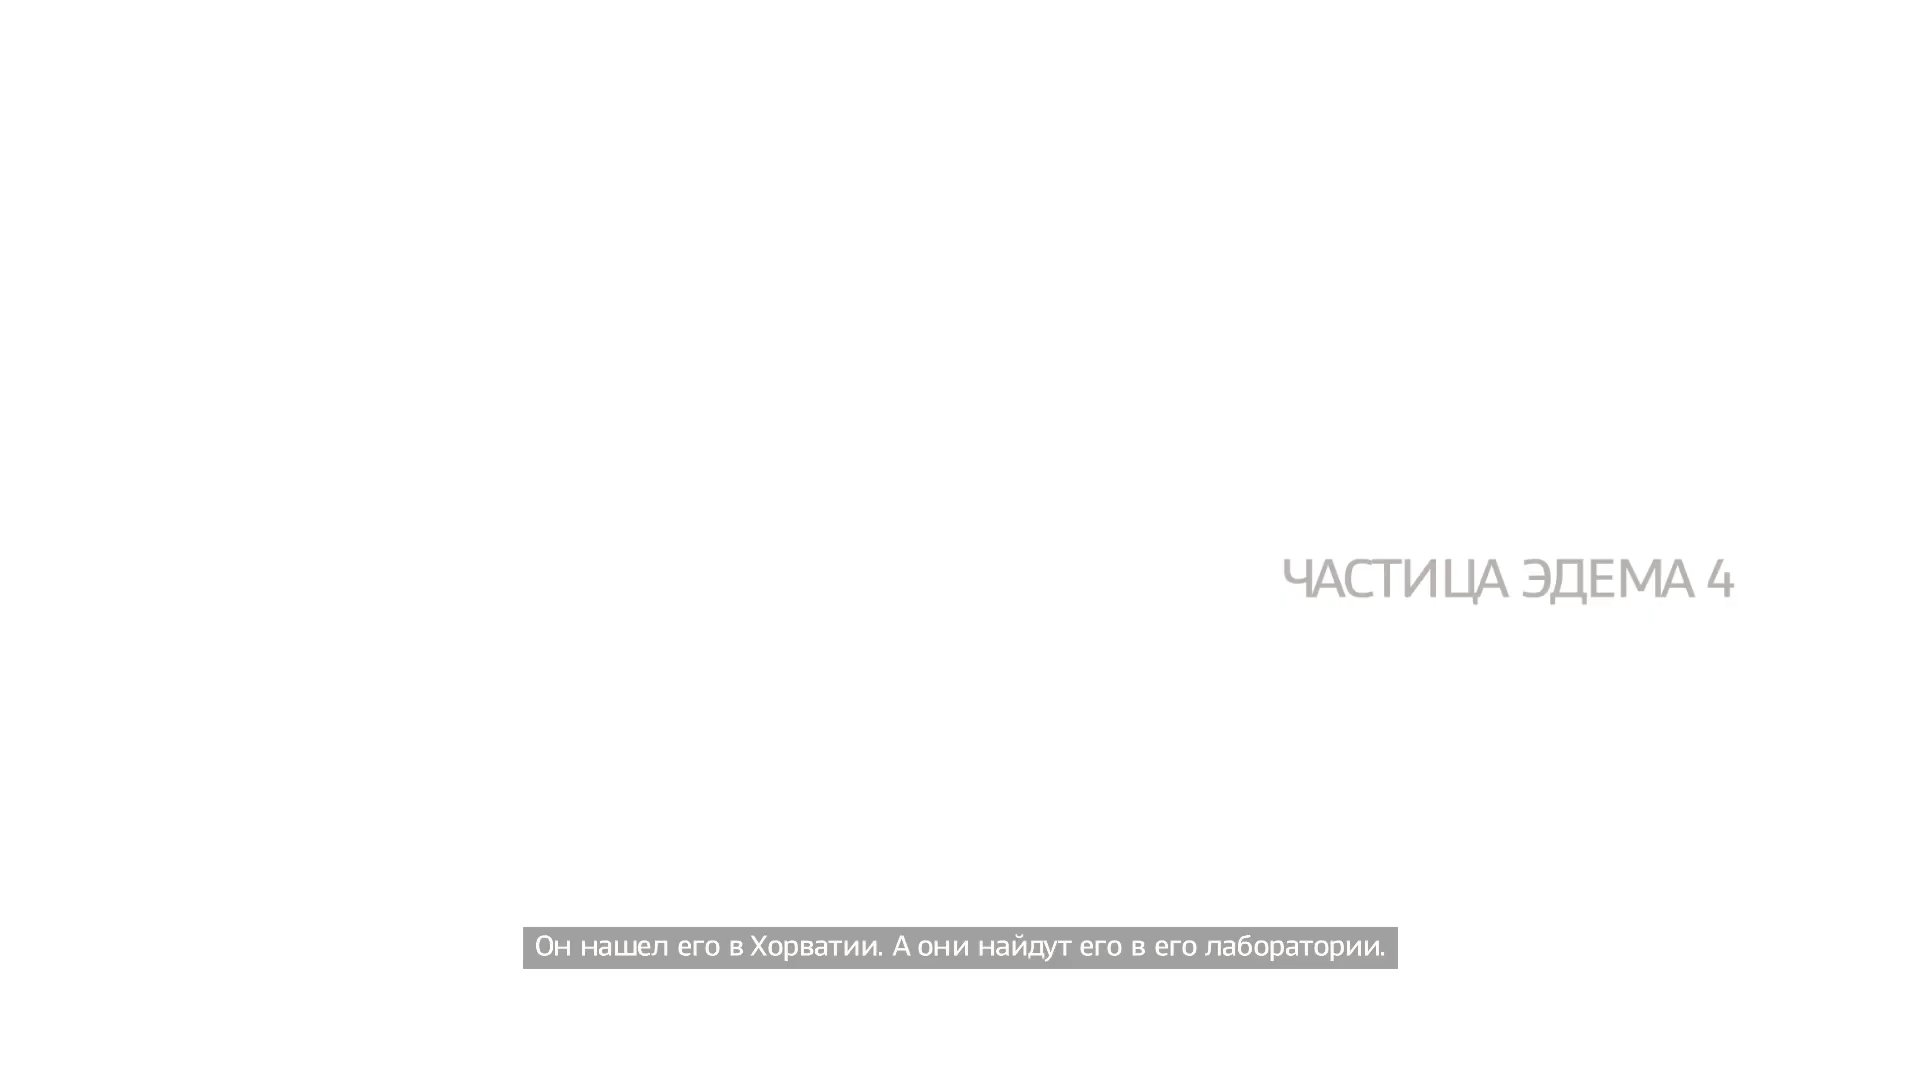 ЧАСТИЦА ЭДЕМА 4
Он нашел его в Хорватии. А они найдут его в его лаборатории.